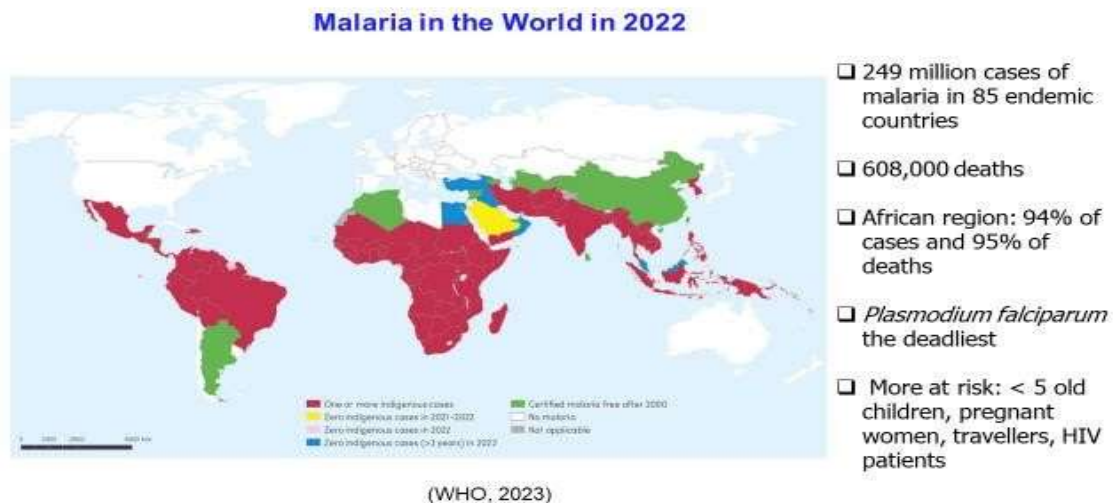 Malaria in the World in 2022
☐ 249 million cases of
malaria in 85 endemic
countries
☐ 608,000 deaths
☐ African region: 94% of
cases and 95% of
deaths
☐ Plasmodium falciparum
the deadliest
☐ More at risk: < 5 old
children, pregnant
women, travellers, HIV
patients
One or more indigenous cases
Zero indigenous cases in 2021–2022
Zero indigenous cases in 2022
Zero indigenous cases (>3 years) in 2022
Certified malaria free after 2000
No malaria
Not applicable
(WHO, 2023)